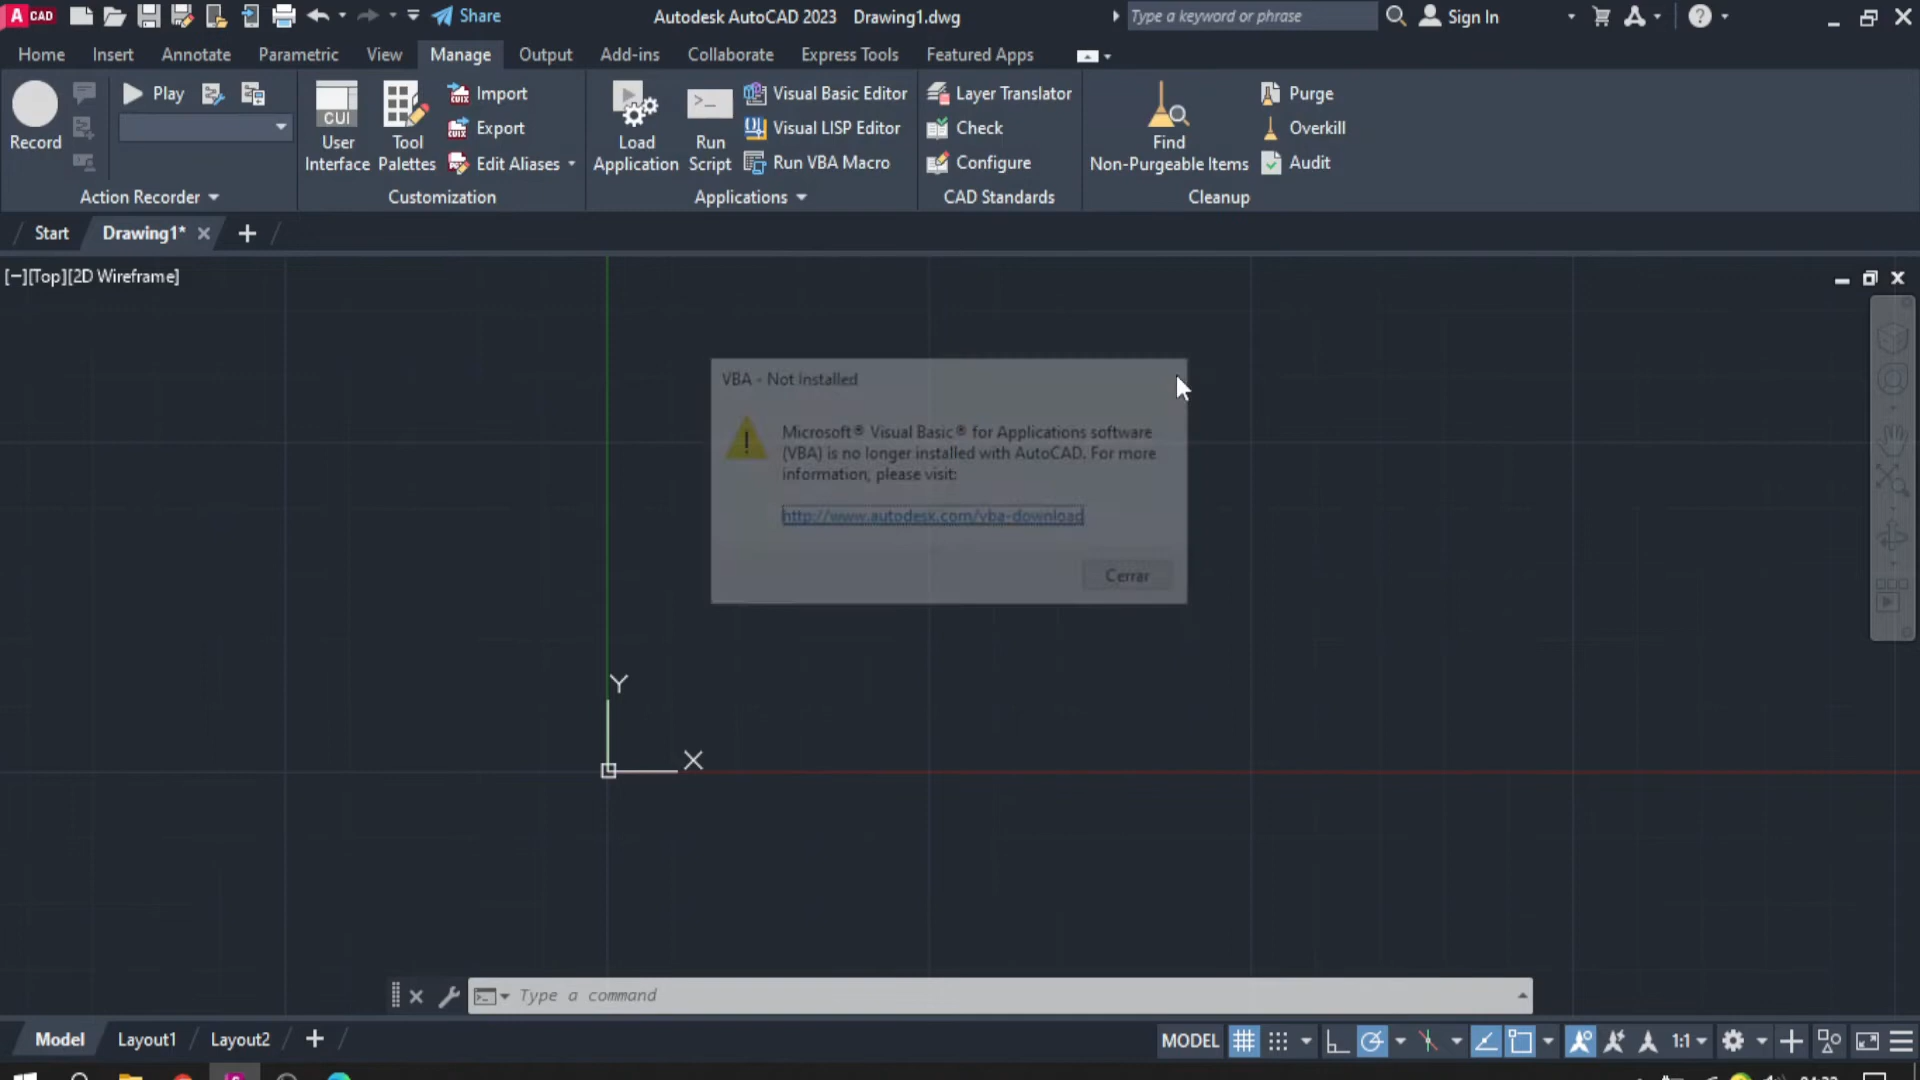 A CAD
Share
Autodesk AutoCAD 2023 Drawing1.dwg
Type a keyword or phrase
Sign In
Home Insert Annotate Parametric View Manage Output Add-ins Collaborate Express Tools Featured Apps
Record
Play
Action Recorder
CUI
User Interface
Tool Palettes
Import
Export
Edit Aliases
Customization
Load Application
Run Script
Visual Basic Editor
Visual LISP Editor
Run VBA Macro
Applications
Layer Translator
Check
Configure
CAD Standards
Find
Non-Purgeable Items
Purge
Overkill
Audit
Cleanup
Start Drawing1*
[−][Top][2D Wireframe]
VBA - Not Installed
Microsoft® Visual Basic® for Applications software
(VBA) is no longer installed with AutoCAD. For more
information, please visit:
http://www.autodesk.com/vba-download
Cerrar
Y
X
Type a command
Model Layout1 Layout2
MODEL
1:1